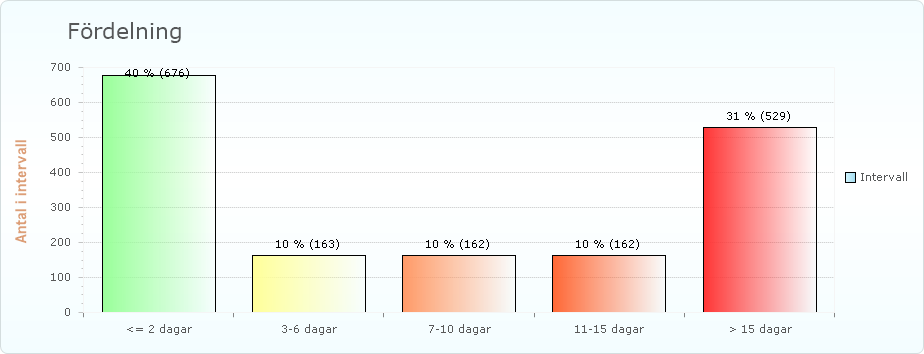 Fördelning
Antal i intervall
700
600
500
400
300
200
100
0
40 % (676)
10 % (163)
10 % (162)
10 % (162)
31 % (529)
<= 2 dagar
3-6 dagar
7-10 dagar
11-15 dagar
> 15 dagar
Intervall